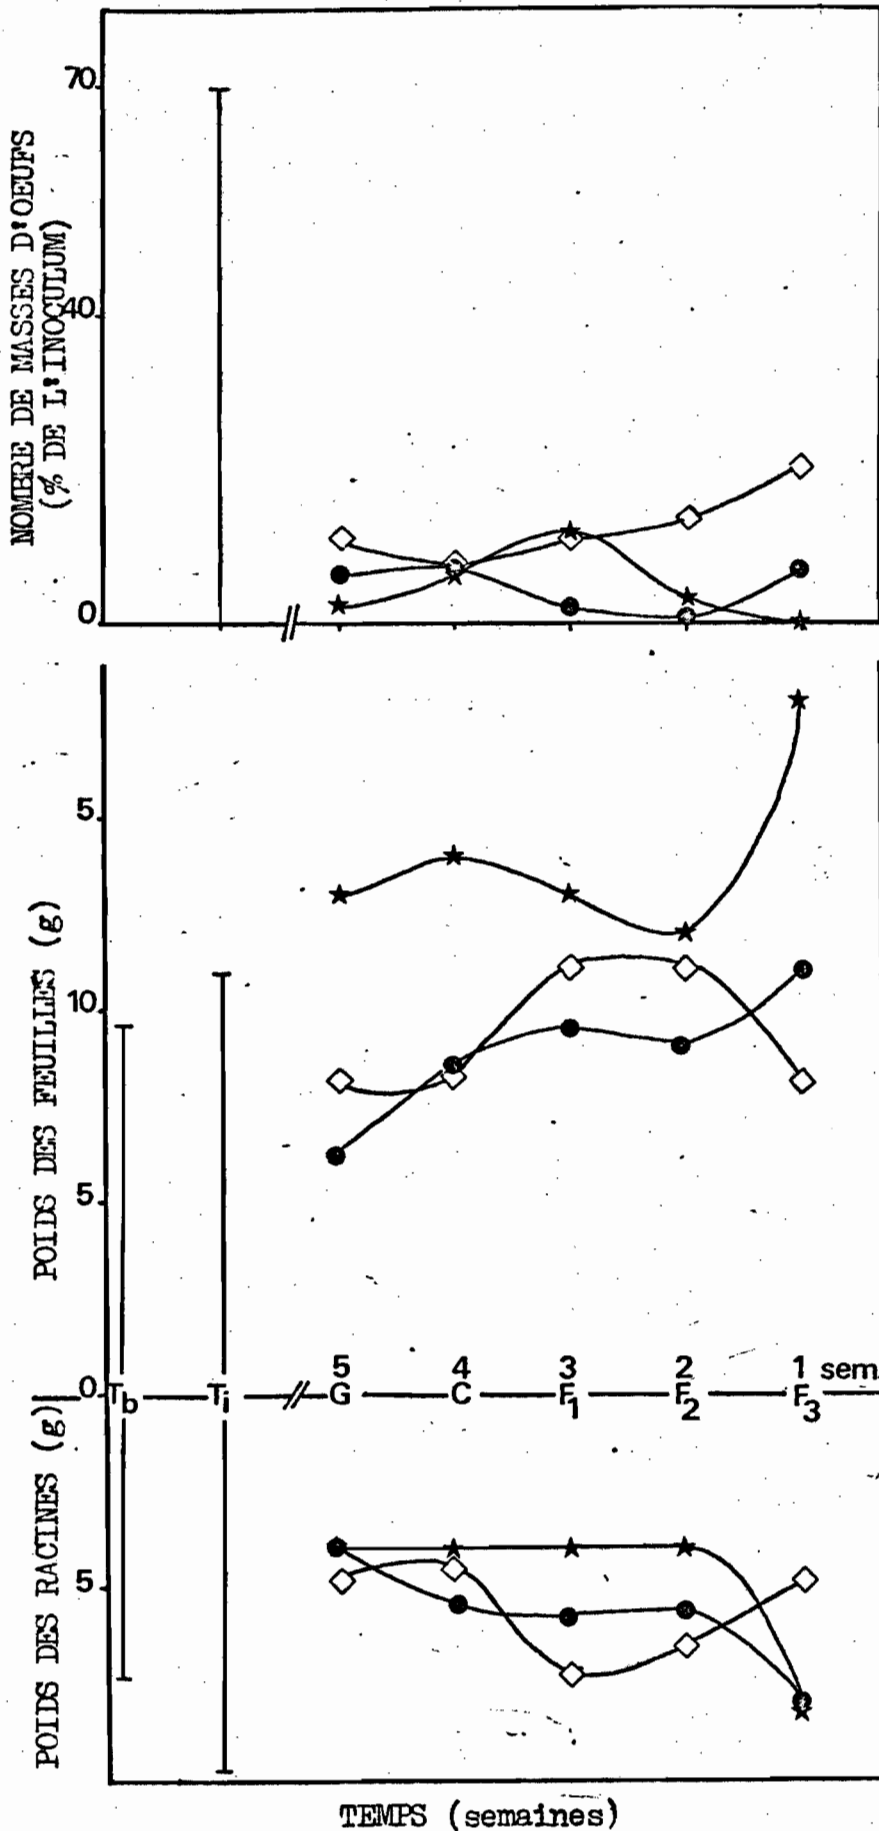 NOMBRE DE MASSES D'OEUFS
(% DE L'INOCULUM)
70
40
0
POIDS DES FEUILLES (g)
5
10
5
0
Tb
Ti
5 4 3 2 1 sem
G C F1 F2 F3
POIDS DES RACINES (g)
5
TEMPS (semaines)